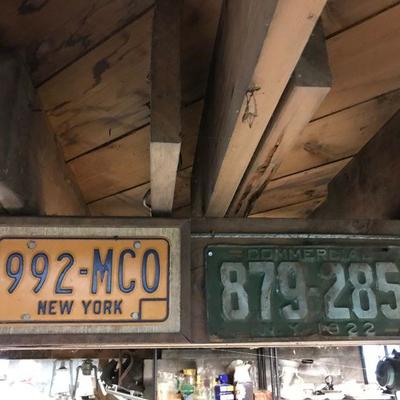 992-MCO
NEW YORK
COMMERCIAL
879-285
N.Y. 1922